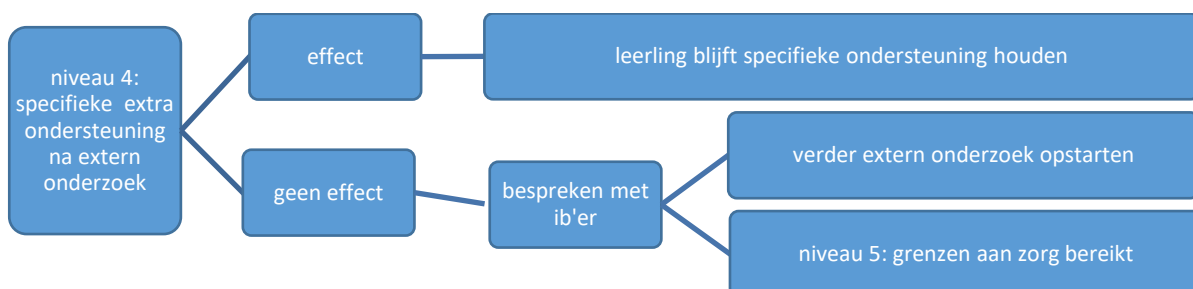 niveau 4:
specifieke extra
ondersteuning
na extern
onderzoek
effect
leerling blijft specifieke ondersteuning houden
geen effect
bespreken met
ib'er
verder extern onderzoek opstarten
niveau 5: grenzen aan zorg bereikt